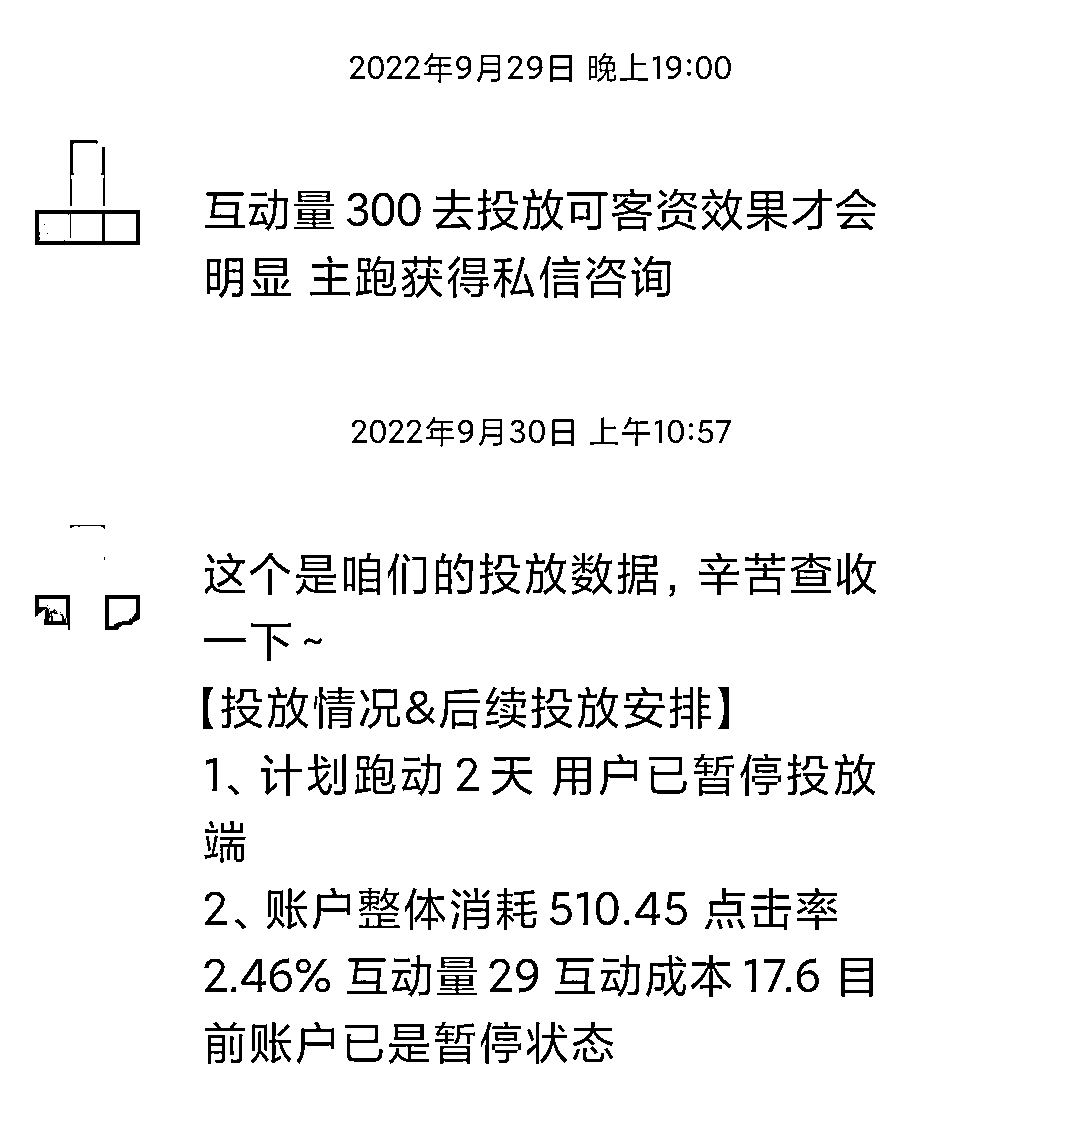 2022年9月29日 晚上19:00
互动量 300 去投放可客资效果才会
明显 主跑获得私信咨询
2022年9月30日 上午10:57
这个是咱们的投放数据，辛苦查收
一下~
【投放情况&后续投放安排】
1、计划跑动 2 天 用户已暂停投放
端
2、账户整体消耗 510.45 点击率
2.46% 互动量 29 互动成本 17.6 目
前账户已是暂停状态